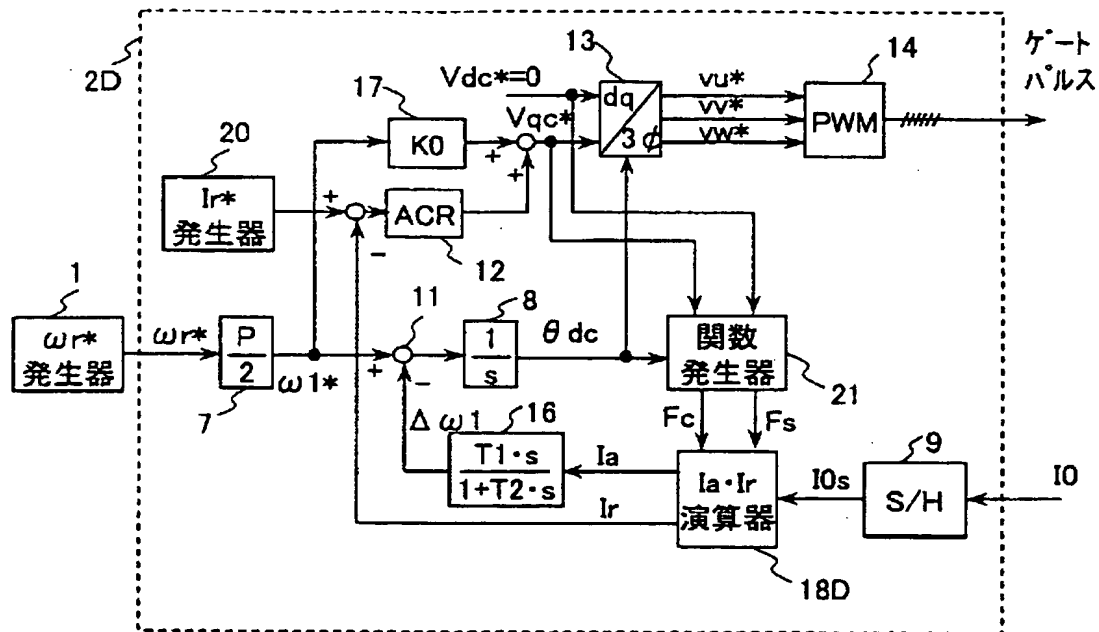 2D
13
14
ゲート
パルス
Vdc*=0
17
Vqc*
dq
3φ
vu*
vv*
vw*
PWM
20
K0
+
+
Ir*
発生器
+
-
ACR
12
1
ωr*
発生器
ωr*
P
2
7
ω1*
11
+
-
8
1
s
θdc
関数
発生器
21
Δω1
16
T1·s
1+T2·s
Fc
Fs
9
Ia
Ir
Ia·Ir
演算器
18D
I0s
S/H
I0